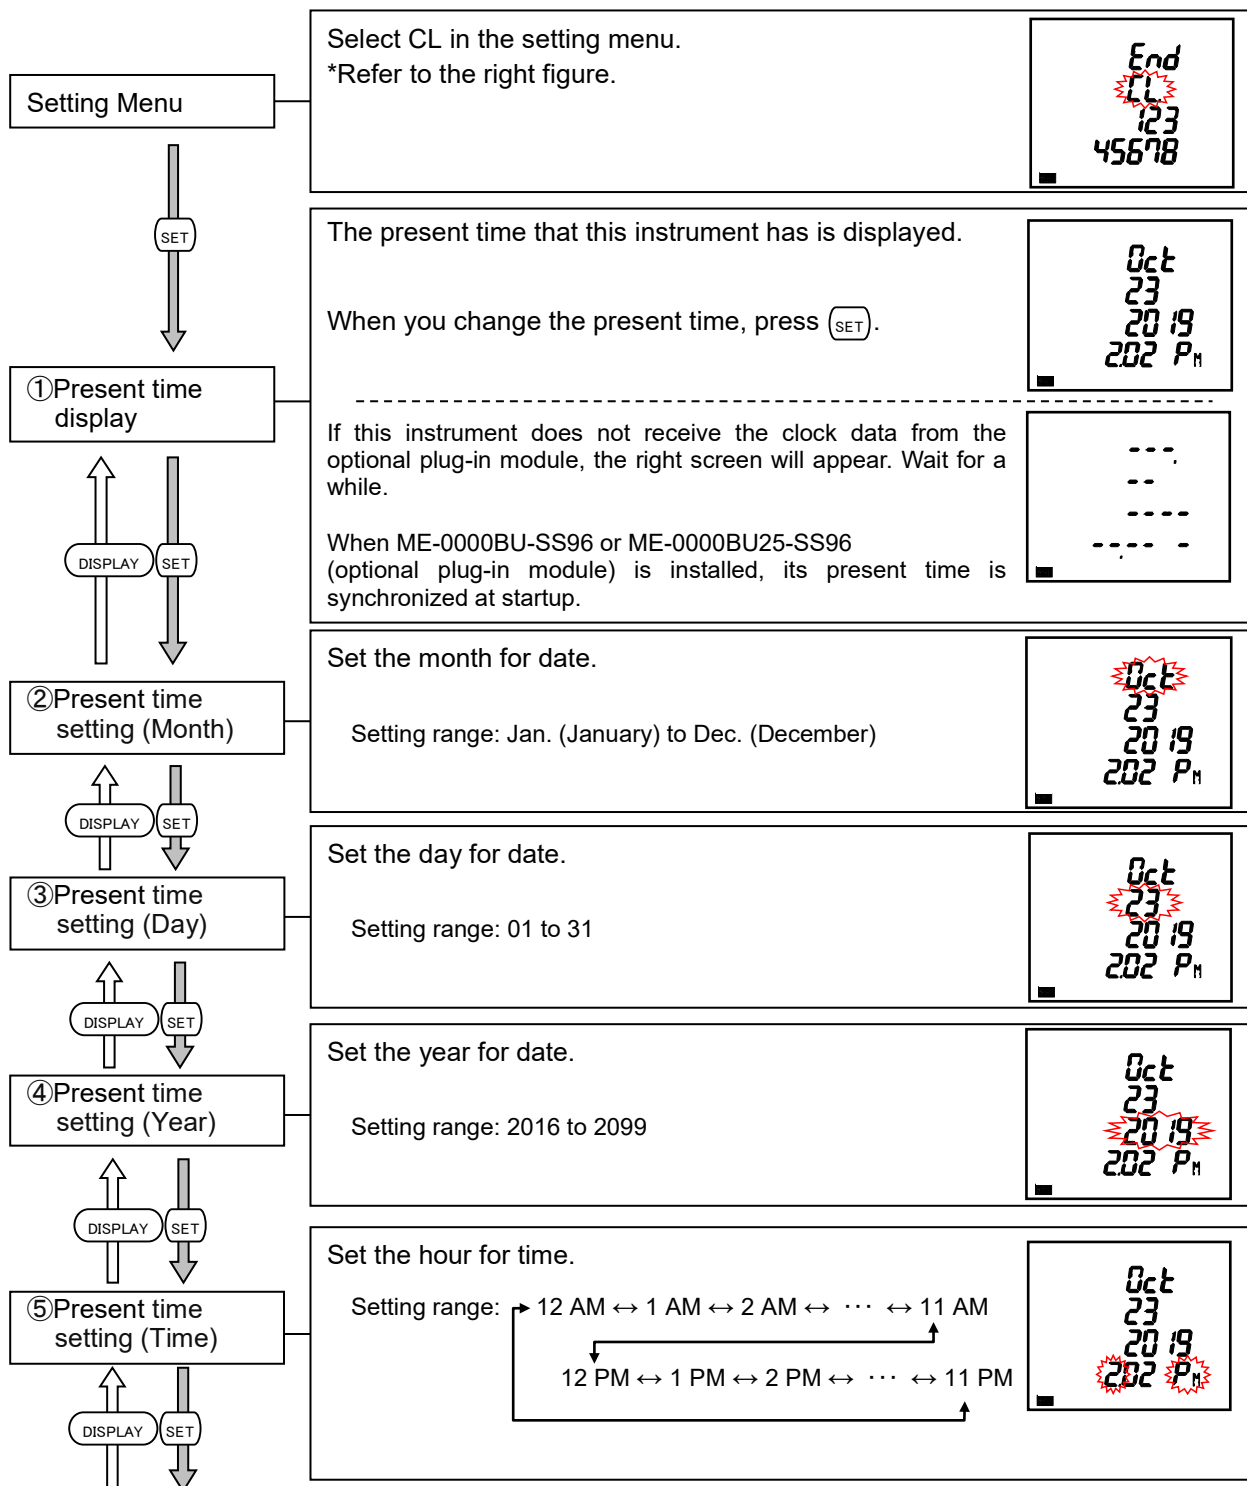 Setting Menu
Select CL in the setting menu.
*Refer to the right figure.
End
CL
123
45678
SET
①Present time
display
The present time that this instrument has is displayed.
When you change the present time, press SET.
Oct
23
2019
2.02 PM
If this instrument does not receive the clock data from the
optional plug-in module, the right screen will appear. Wait for a
while.
When ME-0000BU-SS96 or ME-0000BU25-SS96
(optional plug-in module) is installed, its present time is
synchronized at startup.
---.
--
----
--.-- -
DISPLAY SET
②Present time
setting (Month)
Set the month for date.
Setting range: Jan. (January) to Dec. (December)
Oct
23
2019
2.02 PM
DISPLAY SET
③Present time
setting (Day)
Set the day for date.
Setting range: 01 to 31
Oct
23
2019
2.02 PM
DISPLAY SET
④Present time
setting (Year)
Set the year for date.
Setting range: 2016 to 2099
Oct
23
2019
2.02 PM
DISPLAY SET
⑤Present time
setting (Time)
Set the hour for time.
Setting range: 12 AM ↔ 1 AM ↔ 2 AM ↔ ⋯ ↔ 11 AM
12 PM ↔ 1 PM ↔ 2 PM ↔ ⋯ ↔ 11 PM
Oct
23
2019
2.02 PM
DISPLAY SET